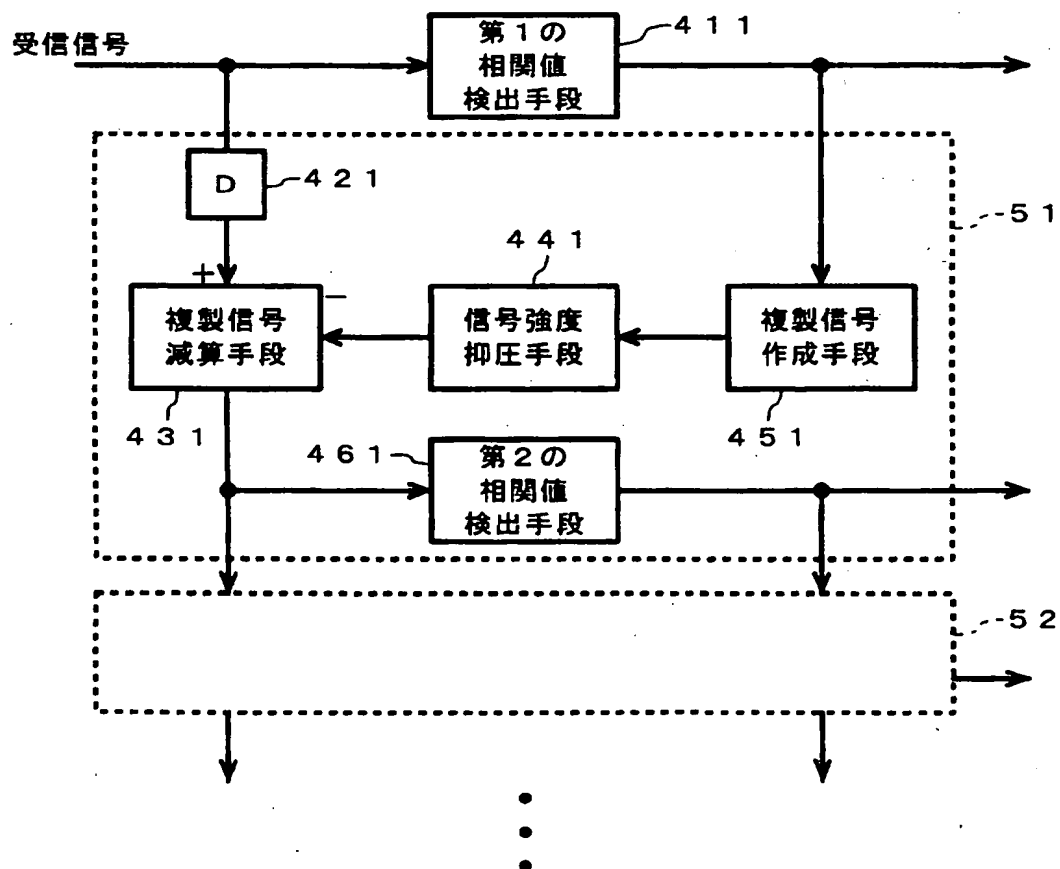 受信信号
第１の
相関値
検出手段
４１１
D
４２１
５１
４４１
+
−
複製信号
減算手段
信号強度
抑圧手段
複製信号
作成手段
４３１
４５１
４６１
第２の
相関値
検出手段
５２